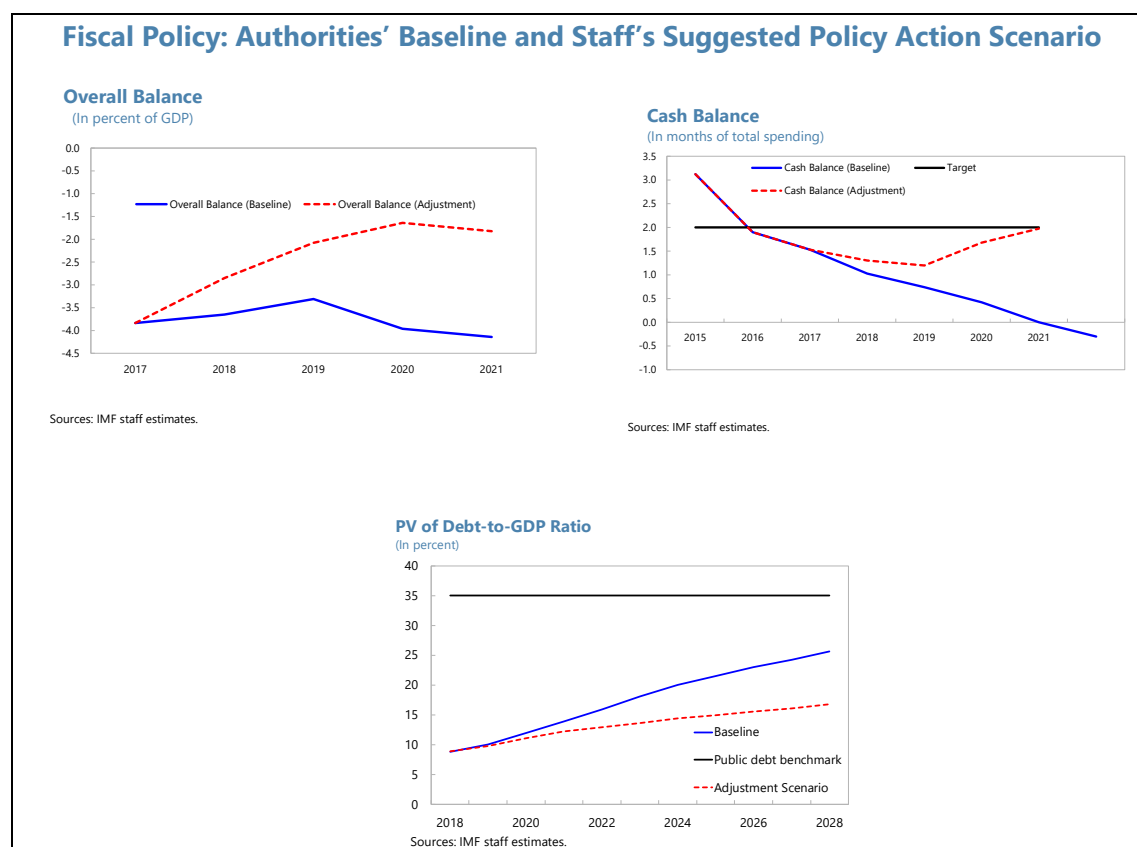 Fiscal Policy: Authorities’ Baseline and Staff’s Suggested Policy Action Scenario
Overall Balance
(In percent of GDP)
0.0
-0.5
-1.0
-1.5
-2.0
-2.5
-3.0
-3.5
-4.0
-4.5
Overall Balance (Baseline)
Overall Balance (Adjustment)
2017 2018 2019 2020 2021
Sources: IMF staff estimates.
Cash Balance
(In months of total spending)
3.5
3.0
2.5
2.0
1.5
1.0
0.5
0.0
-0.5
-1.0
Cash Balance (Baseline)
Target
Cash Balance (Adjustment)
2015 2016 2017 2018 2019 2020 2021
Sources: IMF staff estimates.
PV of Debt-to-GDP Ratio
(In percent)
40
35
30
25
20
15
10
5
0
Baseline
Public debt benchmark
Adjustment Scenario
2018 2020 2022 2024 2026 2028
Sources: IMF staff estimates.